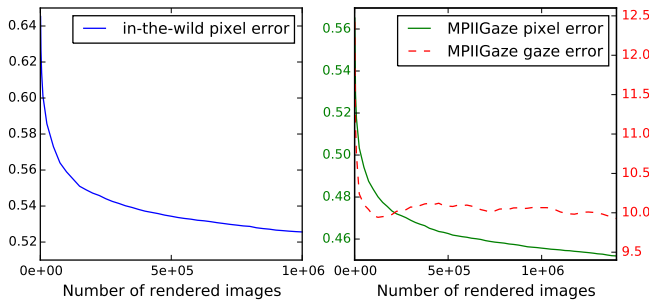 in-the-wild pixel error
0.64
0.62
0.60
0.58
0.56
0.54
0.52
0e+00
5e+05
1e+06
Number of rendered images
MPIIGaze pixel error
MPIIGaze gaze error
0.56
0.54
0.52
0.50
0.48
0.46
12.5
12.0
11.5
11.0
10.5
10.0
9.5
0e+00
5e+05
1e+06
Number of rendered images